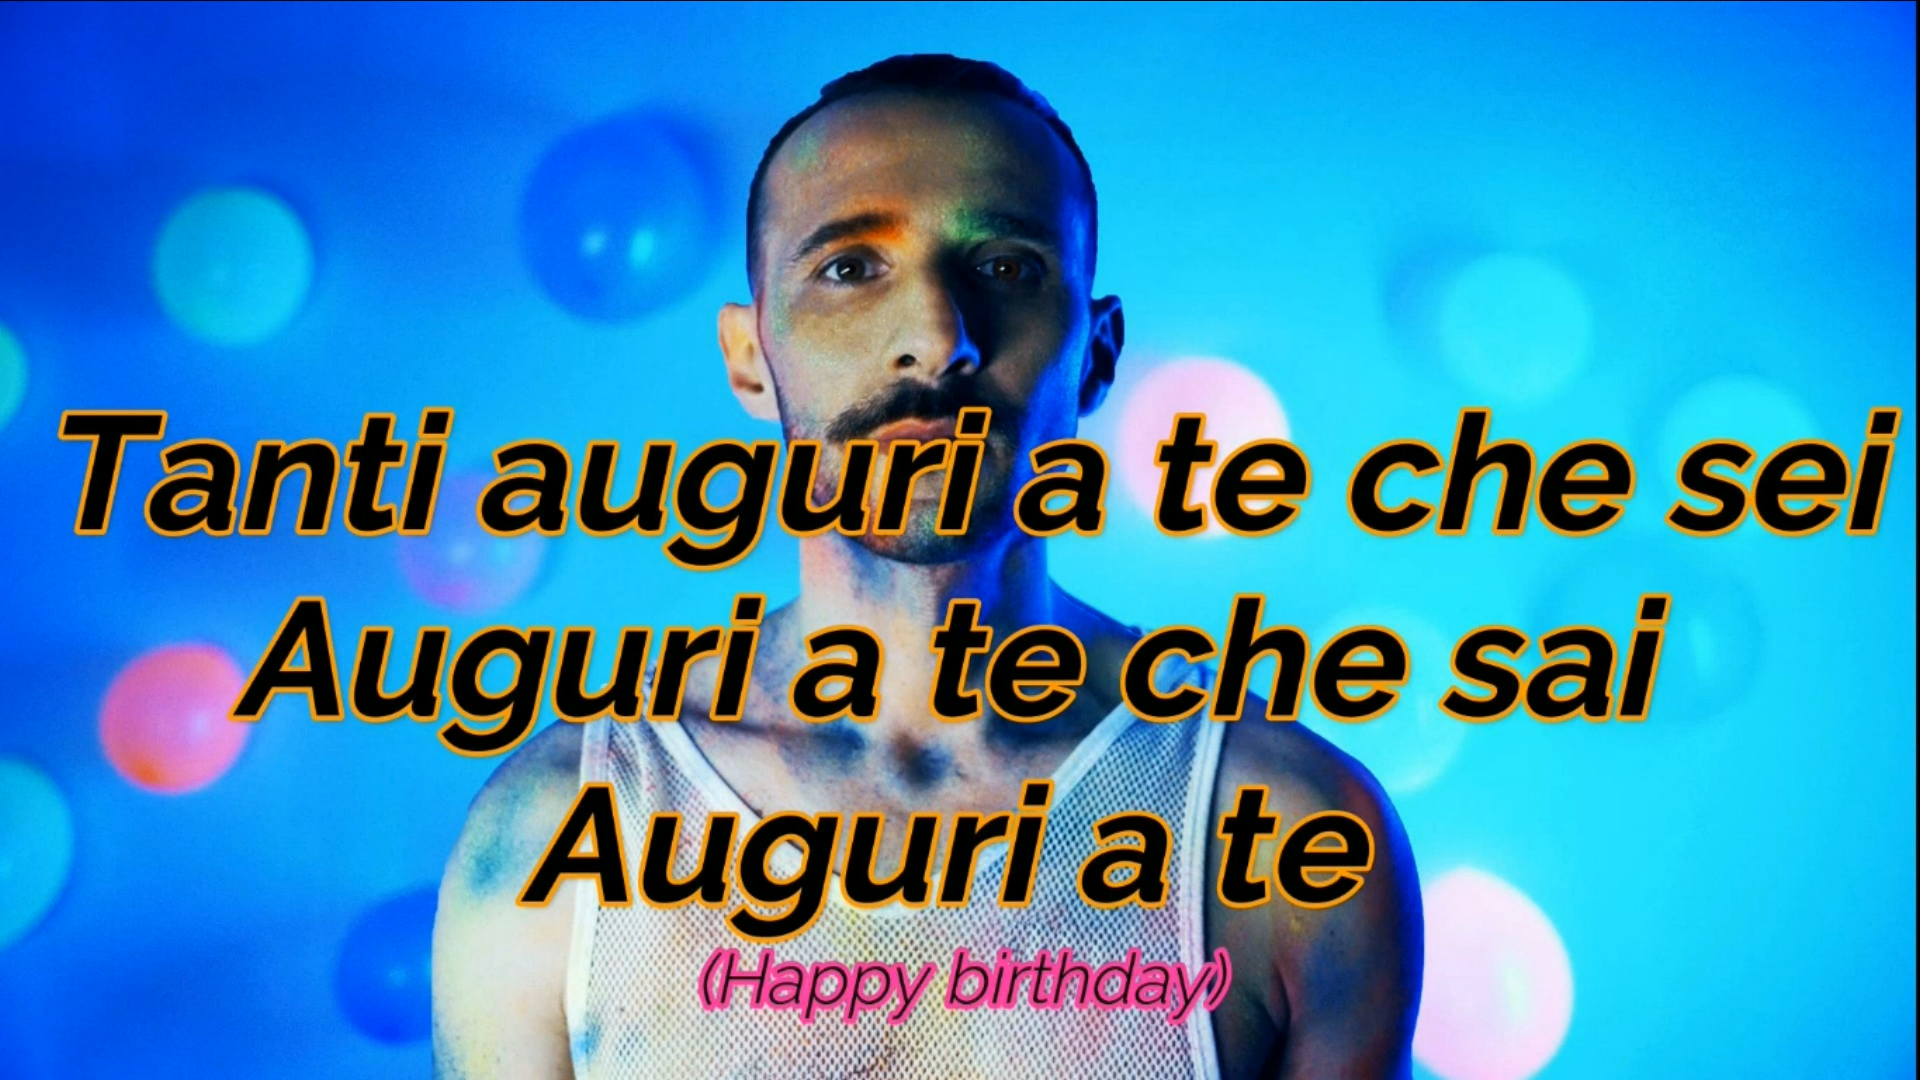 Tanti auguri a te che sei
Auguri a te che sai
Auguri a te
(Happy birthday)